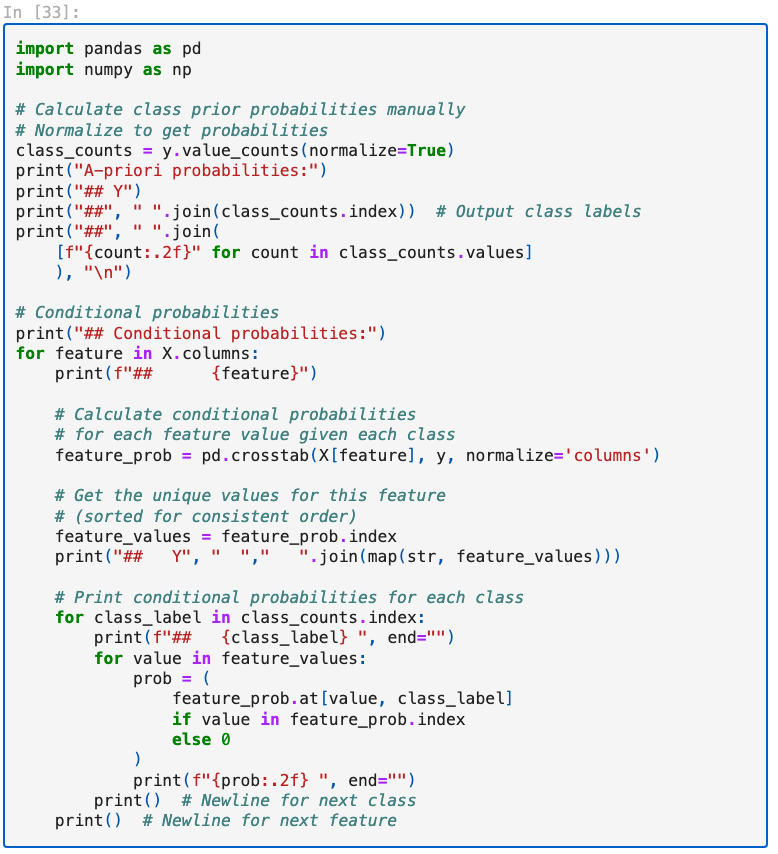 In [33]:
import pandas as pd
import numpy as np

# Calculate class prior probabilities manually
# Normalize to get probabilities
class_counts = y.value_counts(normalize=True)
print("A-priori probabilities:")
print("## Y")
print("##", " ".join(class_counts.index))  # Output class labels
print("##", " ".join(
    [f"{count:.2f}" for count in class_counts.values]
    ), "\n")

# Conditional probabilities
print("## Conditional probabilities:")
for feature in X.columns:
    print(f"##      {feature}")

    # Calculate conditional probabilities
    # for each feature value given each class
    feature_prob = pd.crosstab(X[feature], y, normalize='columns')

    # Get the unique values for this feature
    # (sorted for consistent order)
    feature_values = feature_prob.index
    print("##   Y", "  ","   ".join(map(str, feature_values)))

    # Print conditional probabilities for each class
    for class_label in class_counts.index:
        print(f"##   {class_label} ", end="")
        for value in feature_values:
            prob = (
                feature_prob.at[value, class_label]
                if value in feature_prob.index
                else 0
            )
            print(f"{prob:.2f} ", end="")
        print()  # Newline for next class
    print()  # Newline for next feature